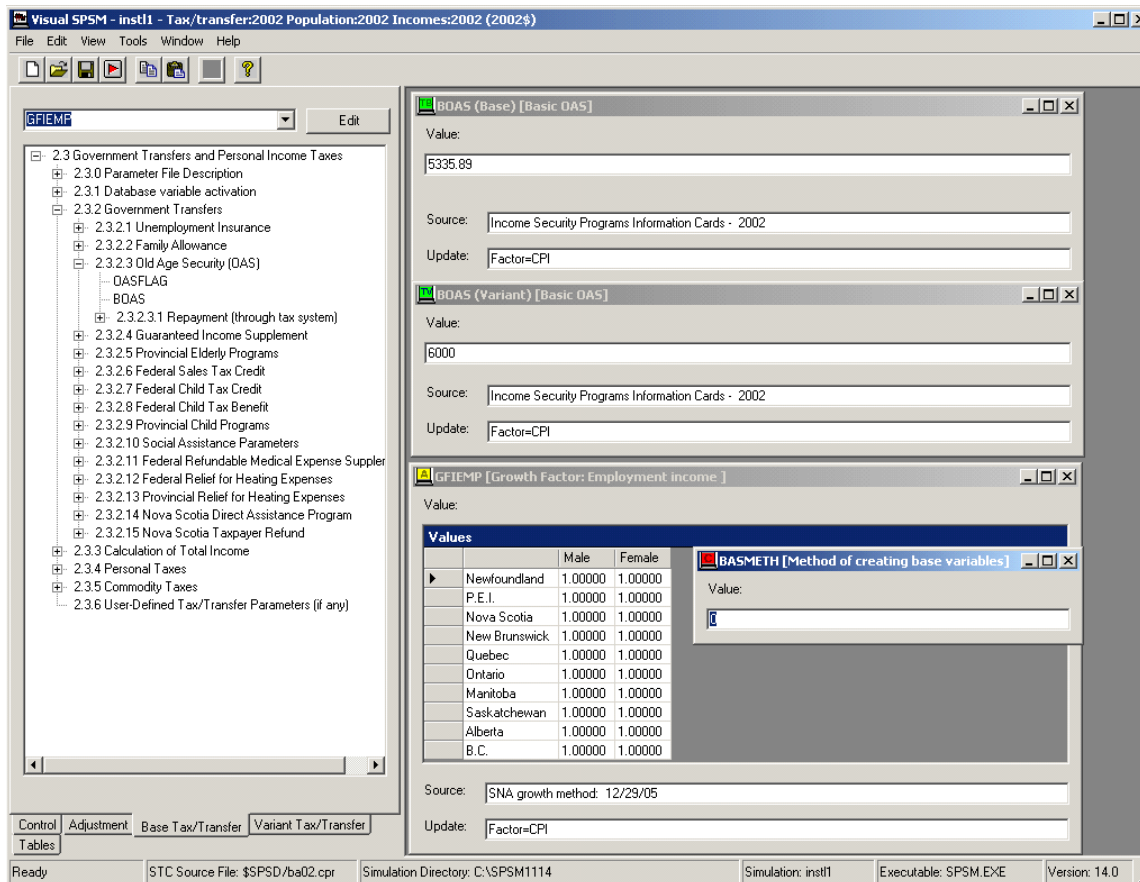 Visual SPSM - instl1 - Tax/transfer:2002 Population:2002 Incomes:2002 (2002$)
File Edit View Tools Window Help
GFIEMP
Edit
2.3 Government Transfers and Personal Income Taxes
2.3.0 Parameter File Description
2.3.1 Database variable activation
2.3.2 Government Transfers
2.3.2.1 Unemployment Insurance
2.3.2.2 Family Allowance
2.3.2.3 Old Age Security (OAS)
OASFLAG
BOAS
2.3.2.3.1 Repayment (through tax system)
2.3.2.4 Guaranteed Income Supplement
2.3.2.5 Provincial Elderly Programs
2.3.2.6 Federal Sales Tax Credit
2.3.2.7 Federal Child Tax Credit
2.3.2.8 Federal Child Tax Benefit
2.3.2.9 Provincial Child Programs
2.3.2.10 Social Assistance Parameters
2.3.2.11 Federal Refundable Medical Expense Suppler
2.3.2.12 Federal Relief for Heating Expenses
2.3.2.13 Provincial Relief for Heating Expenses
2.3.2.14 Nova Scotia Direct Assistance Program
2.3.2.15 Nova Scotia Taxpayer Refund
2.3.3 Calculation of Total Income
2.3.4 Personal Taxes
2.3.5 Commodity Taxes
2.3.6 User-Defined Tax/Transfer Parameters (if any)
Control Adjustment Base Tax/Transfer Variant Tax/Transfer
Tables
TB BOAS (Base) [Basic OAS]
Value:
5335.89
Source: Income Security Programs Information Cards - 2002
Update: Factor=CPI
TV BOAS (Variant) [Basic OAS]
Value:
6000
Source: Income Security Programs Information Cards - 2002
Update: Factor=CPI
A GFIEMP [Growth Factor: Employment income ]
Value:
Values
Male Female
Newfoundland 1.00000 1.00000
P.E.I. 1.00000 1.00000
Nova Scotia 1.00000 1.00000
New Brunswick 1.00000 1.00000
Quebec 1.00000 1.00000
Ontario 1.00000 1.00000
Manitoba 1.00000 1.00000
Saskatchewan 1.00000 1.00000
Alberta 1.00000 1.00000
B.C. 1.00000 1.00000
Source: SNA growth method: 12/29/05
Update: Factor=CPI
C BASMETH [Method of creating base variables]
Value:
0
Ready STC Source File: $SPSD/ba02.cpr Simulation Directory: C:\SPSM1114 Simulation: instl1 Executable: SPSM.EXE Version: 14.0